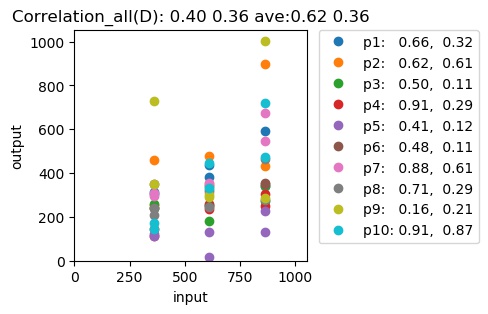 Correlation_all(D): 0.40 0.36 ave:0.62 0.36
output
1000
800
600
400
200
0
0 250 500 750 1000
input
p1: 0.66, 0.32
p2: 0.62, 0.61
p3: 0.50, 0.11
p4: 0.91, 0.29
p5: 0.41, 0.12
p6: 0.48, 0.11
p7: 0.88, 0.61
p8: 0.71, 0.29
p9: 0.16, 0.21
p10: 0.91, 0.87